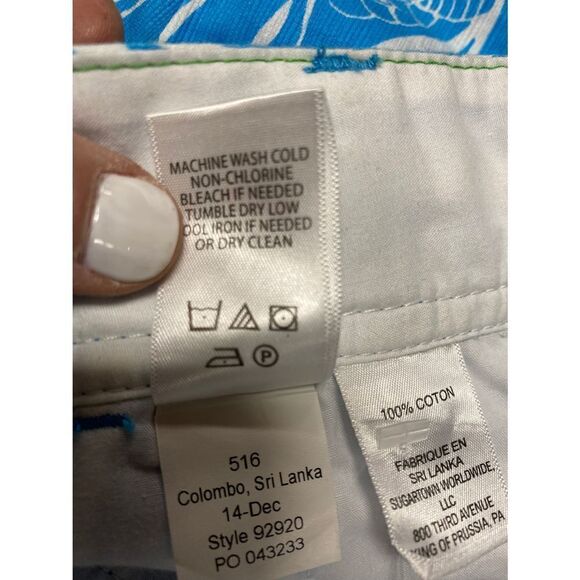 MACHINE WASH COLD
NON-CHLORINE
BLEACH IF NEEDED
TUMBLE DRY LOW
OOL IRON IF NEEDED
OR DRY CLEAN
P
516
Colombo, Sri Lanka
14-Dec
Style 92920
PO 043233
100% COTON
FABRIQUE EN
SRI LANKA
SUGARTOWN WORLDWIDE,
LLC
800 THIRD AVENUE
KING OF PRUSSIA, PA